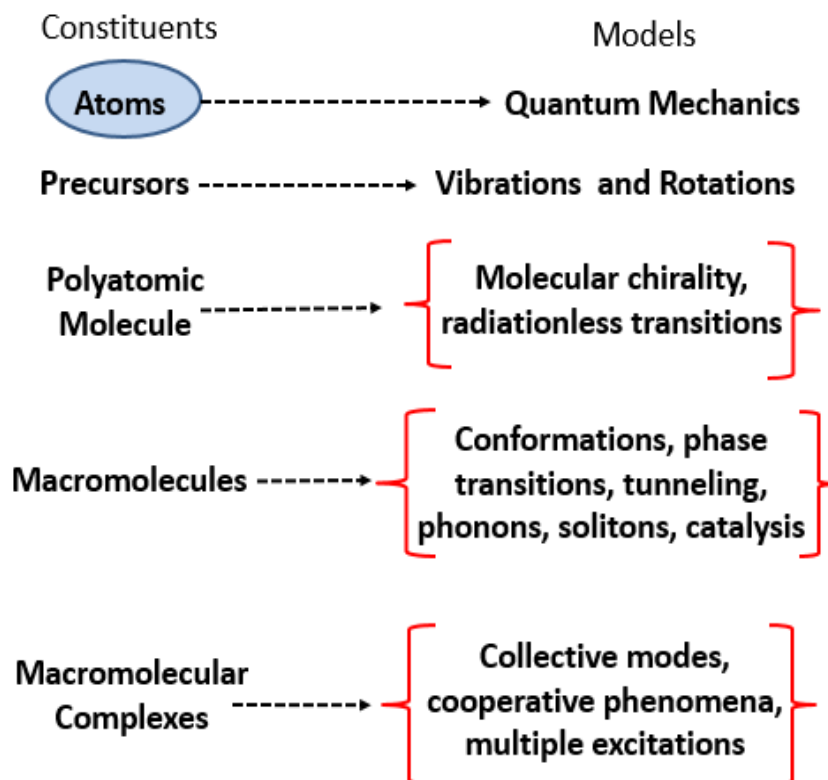 Constituents
Models
Atoms
Quantum Mechanics
Precursors
Vibrations and Rotations
Polyatomic
Molecule
Molecular chirality,
radiationless transitions
Macromolecules
Conformations, phase
transitions, tunneling,
phonons, solitons, catalysis
Macromolecular
Complexes
Collective modes,
cooperative phenomena,
multiple excitations